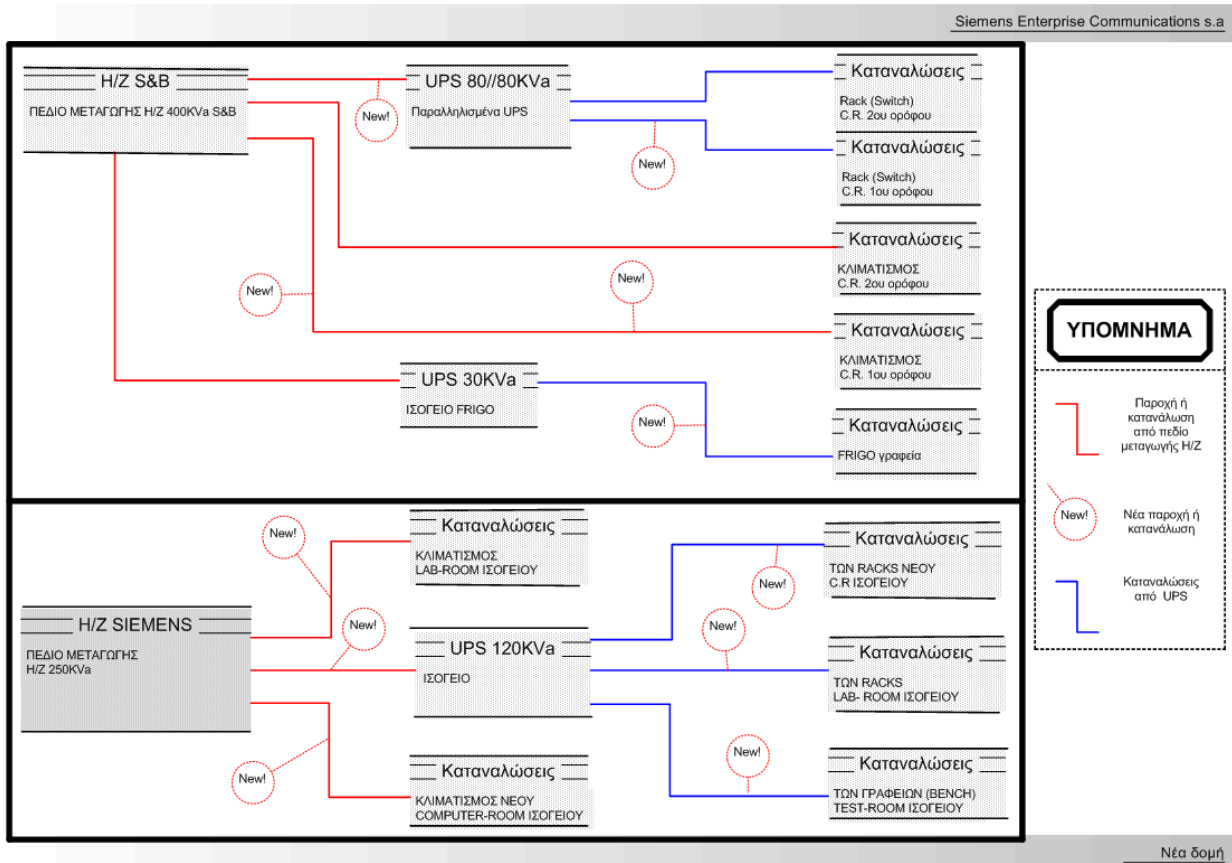 Siemens Enterprise Communications s.a
H/Z S&B
ΠΕΔΙΟ ΜΕΤΑΓΩΓΗΣ Η/Ζ 400KVa S&B
New!
UPS 80//80KVa
Παραλληλισμένα UPS
New!
Καταναλώσεις
Rack (Switch)
C.R. 2ου ορόφου
Καταναλώσεις
Rack (Switch)
C.R. 1ου ορόφου
Καταναλώσεις
ΚΛΙΜΑΤΙΣΜΟΣ
C.R. 2ου ορόφου
New!
New!
Καταναλώσεις
ΚΛΙΜΑΤΙΣΜΟΣ
C.R. 1ου ορόφου
UPS 30KVa
ΙΣΟΓΕΙΟ FRIGO
New!
Καταναλώσεις
FRIGO γραφεία
New!
Καταναλώσεις
ΚΛΙΜΑΤΙΣΜΟΣ
LAB-ROOM ΙΣΟΓΕΙΟΥ
H/Z SIEMENS
ΠΕΔΙΟ ΜΕΤΑΓΩΓΗΣ
Η/Ζ 250KVa
New!
UPS 120KVa
ΙΣΟΓΕΙΟ
New!
Καταναλώσεις
ΚΛΙΜΑΤΙΣΜΟΣ ΝΕΟΥ
COMPUTER-ROOM ΙΣΟΓΕΙΟΥ
New!
Καταναλώσεις
ΤΩΝ RACKS ΝΕΟΥ
C.R ΙΣΟΓΕΙΟΥ
New!
Καταναλώσεις
ΤΩΝ RACKS
LAB- ROOM ΙΣΟΓΕΙΟΥ
New!
Καταναλώσεις
ΤΩΝ ΓΡΑΦΕΙΩΝ (BENCH)
TEST-ROOM ΙΣΟΓΕΙΟΥ
ΥΠΟΜΝΗΜΑ
Παροχή ή
κατανάλωση
από πεδίο
μεταγωγής Η/Ζ
New!
Νέα παροχή ή
κατανάλωση
Καταναλώσεις
από UPS
Νέα δομή